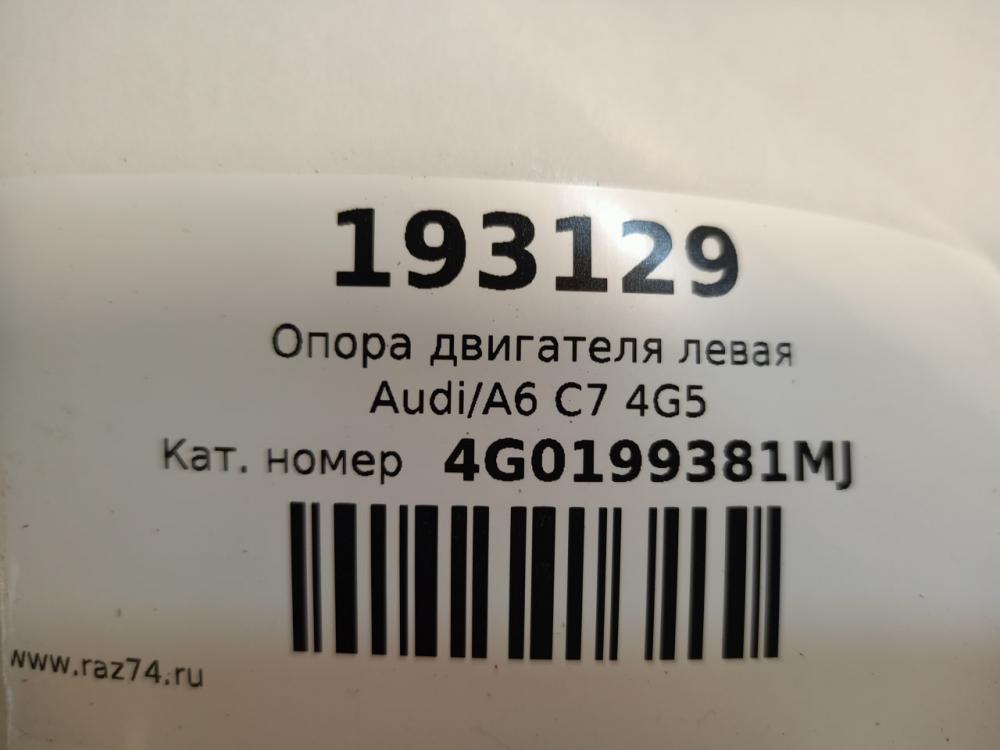 193129
Опора двигателя левая
Audi/A6 C7 4G5
Кат. номер 4G0199381MJ
www.raz74.ru